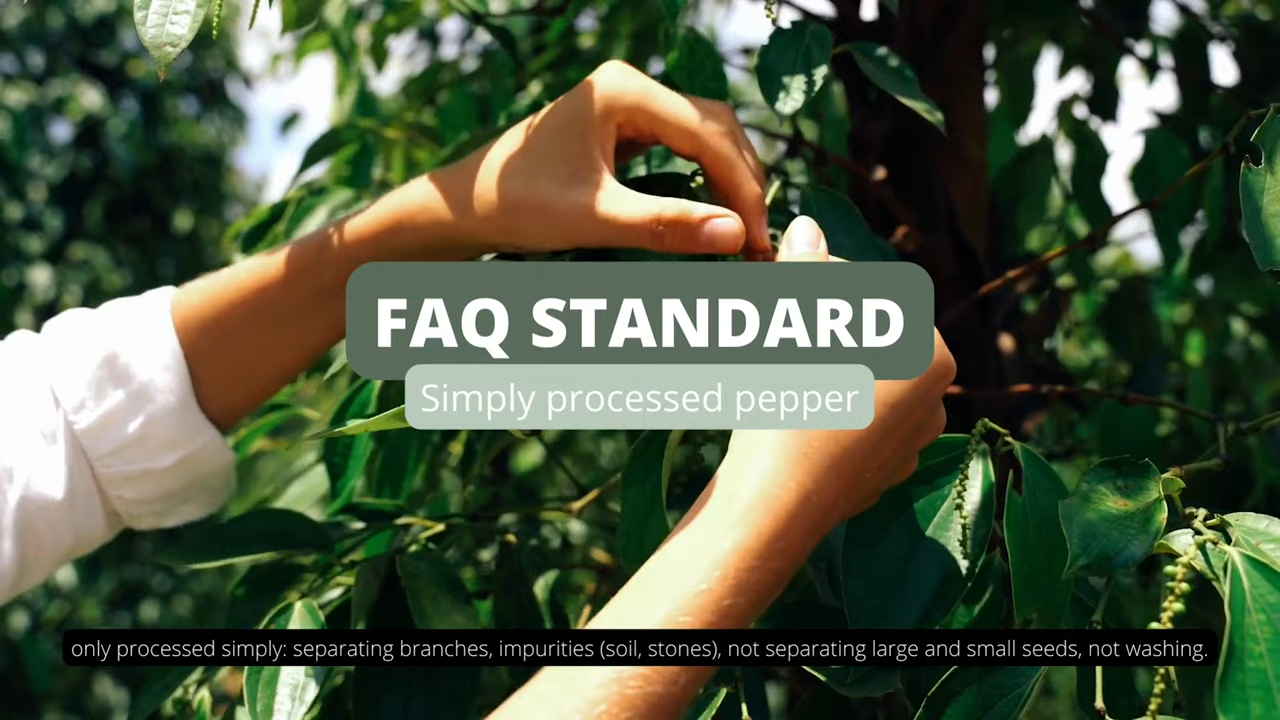 FAQ STANDARD
Simply processed pepper
only processed simply: separating branches, impurities (soil, stones), not separating large and small seeds, not washing.